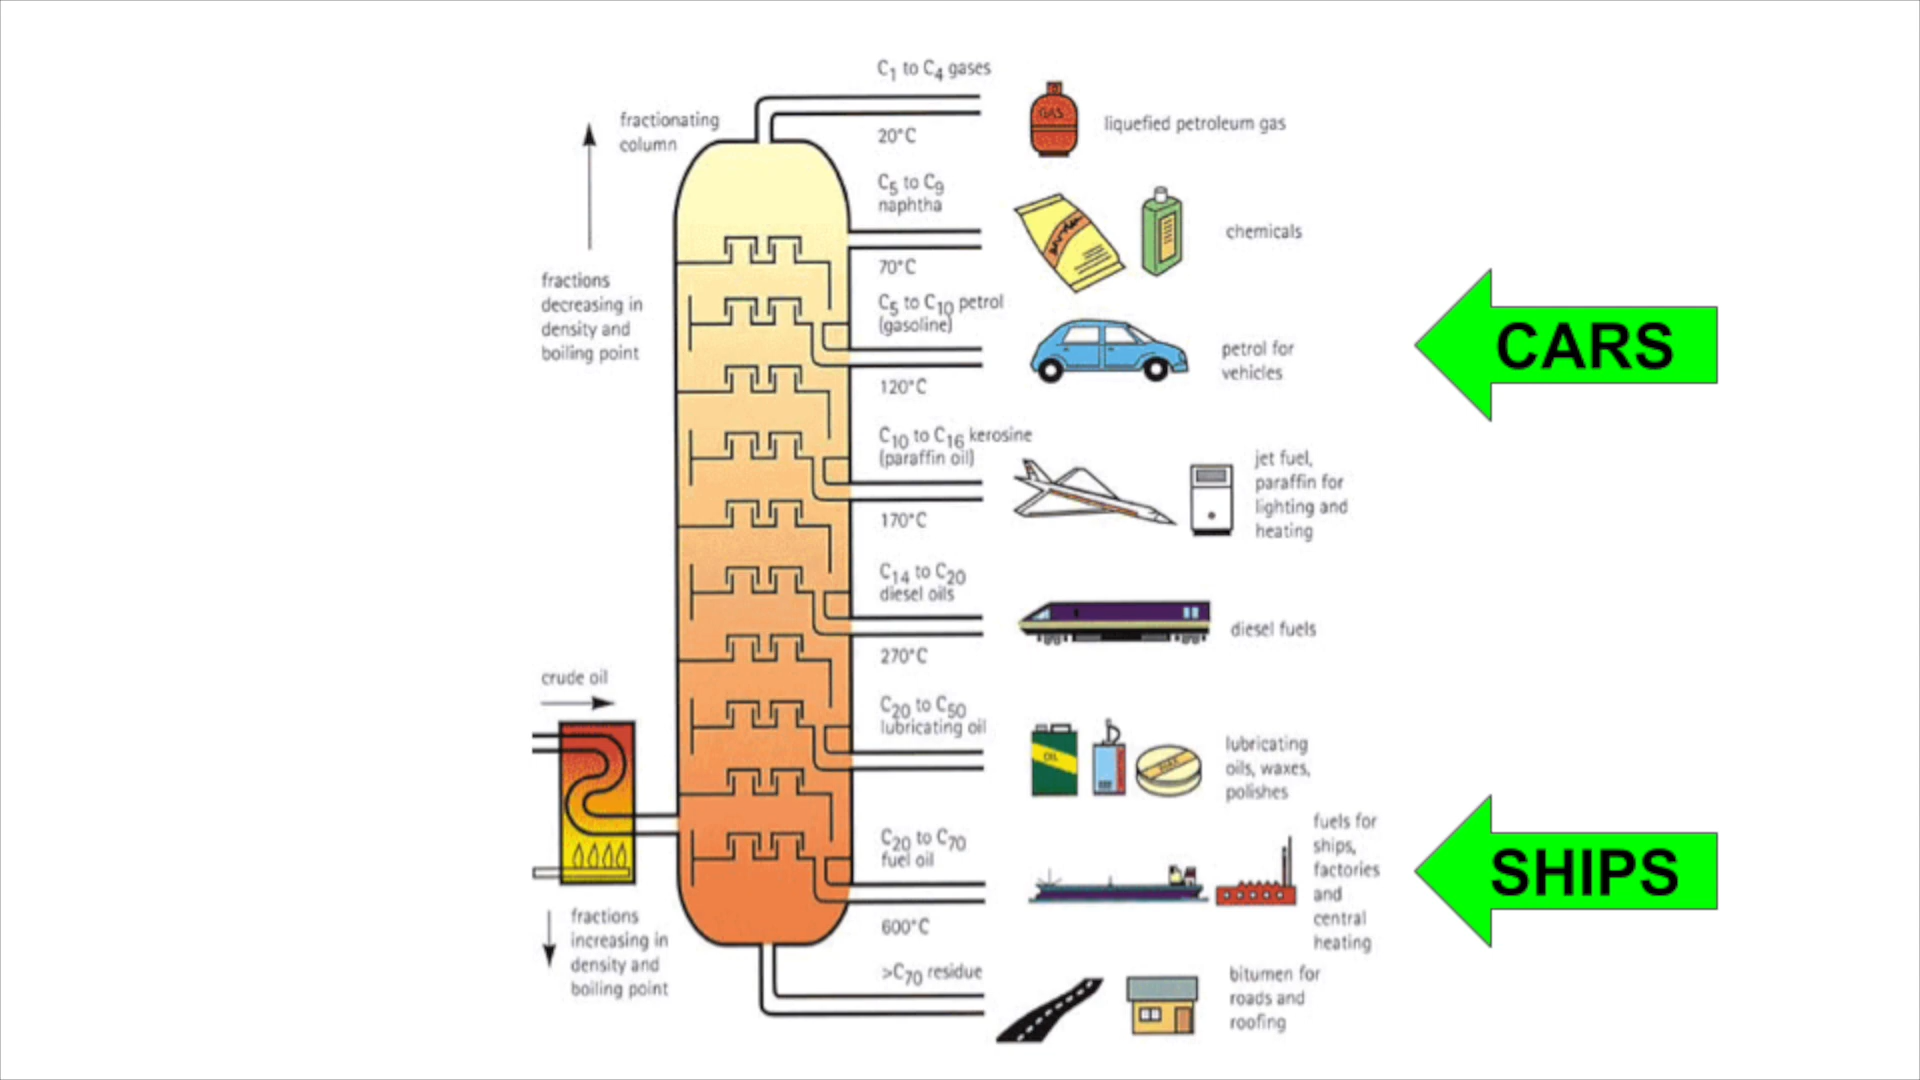 C1 to C4 gases
fractionating
column
20°C
GAS
liquefied petroleum gas
C5 to C9
naphtha
chemicals
70°C
fractions
decreasing in
density and
boiling point
C5 to C10 petrol
(gasoline)
petrol for
vehicles
CARS
120°C
C10 to C16 kerosine
(paraffin oil)
jet fuel,
paraffin for
lighting and
heating
170°C
C14 to C20
diesel oils
diesel fuels
270°C
crude oil
C20 to C50
lubricating oil
OIL
lubricating
oils, waxes,
polishes
C20 to C70
fuel oil
fuels for
ships,
factories
and
central
heating
SHIPS
600°C
fractions
increasing in
density and
boiling point
>C70 residue
bitumen for
roads and
roofing